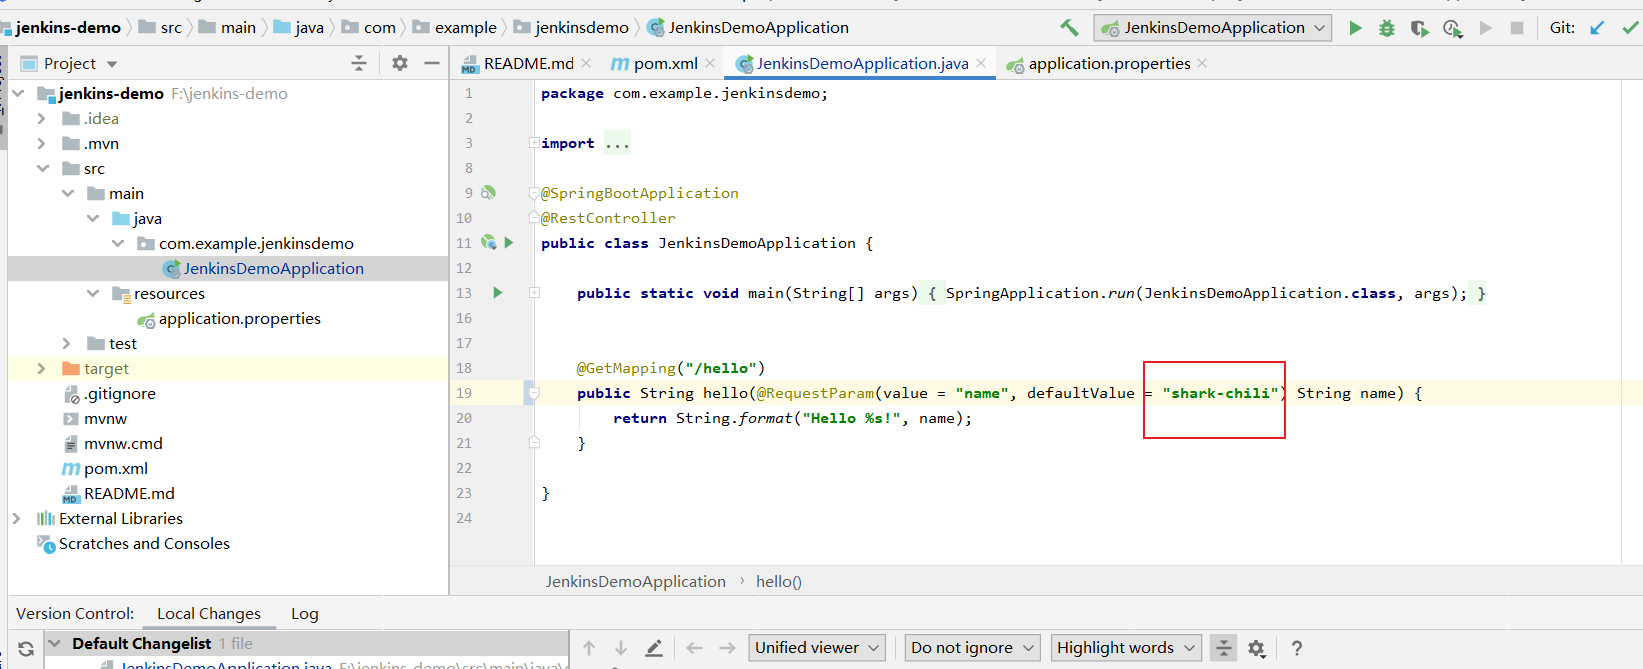 jenkins-demo src main java com example jenkinsdemo JenkinsDemoApplication JenkinsDemoApplication Git:
Project README.md pom.xml JenkinsDemoApplication.java application.properties
jenkins-demo F:\jenkins-demo
.idea
.mvn
src
main
java
com.example.jenkinsdemo
JenkinsDemoApplication
resources
application.properties
test
target
.gitignore
mvnw
mvnw.cmd
pom.xml
README.md
External Libraries
Scratches and Consoles
1 package com.example.jenkinsdemo;
2
3 import ...
8
9 @SpringBootApplication
10 @RestController
11 public class JenkinsDemoApplication {
12
13 public static void main(String[] args) { SpringApplication.run(JenkinsDemoApplication.class, args); }
16
17
18 @GetMapping("/hello")
19 public String hello(@RequestParam(value = "name", defaultValue = "shark-chili") String name) {
20 return String.format("Hello %s!", name);
21 }
22
23 }
24
JenkinsDemoApplication › hello()
Version Control: Local Changes Log
Default Changelist 1 file Unified viewer Do not ignore Highlight words ?
JenkinsDemoApplication.java F:\jenkins-demo\src\main\java\